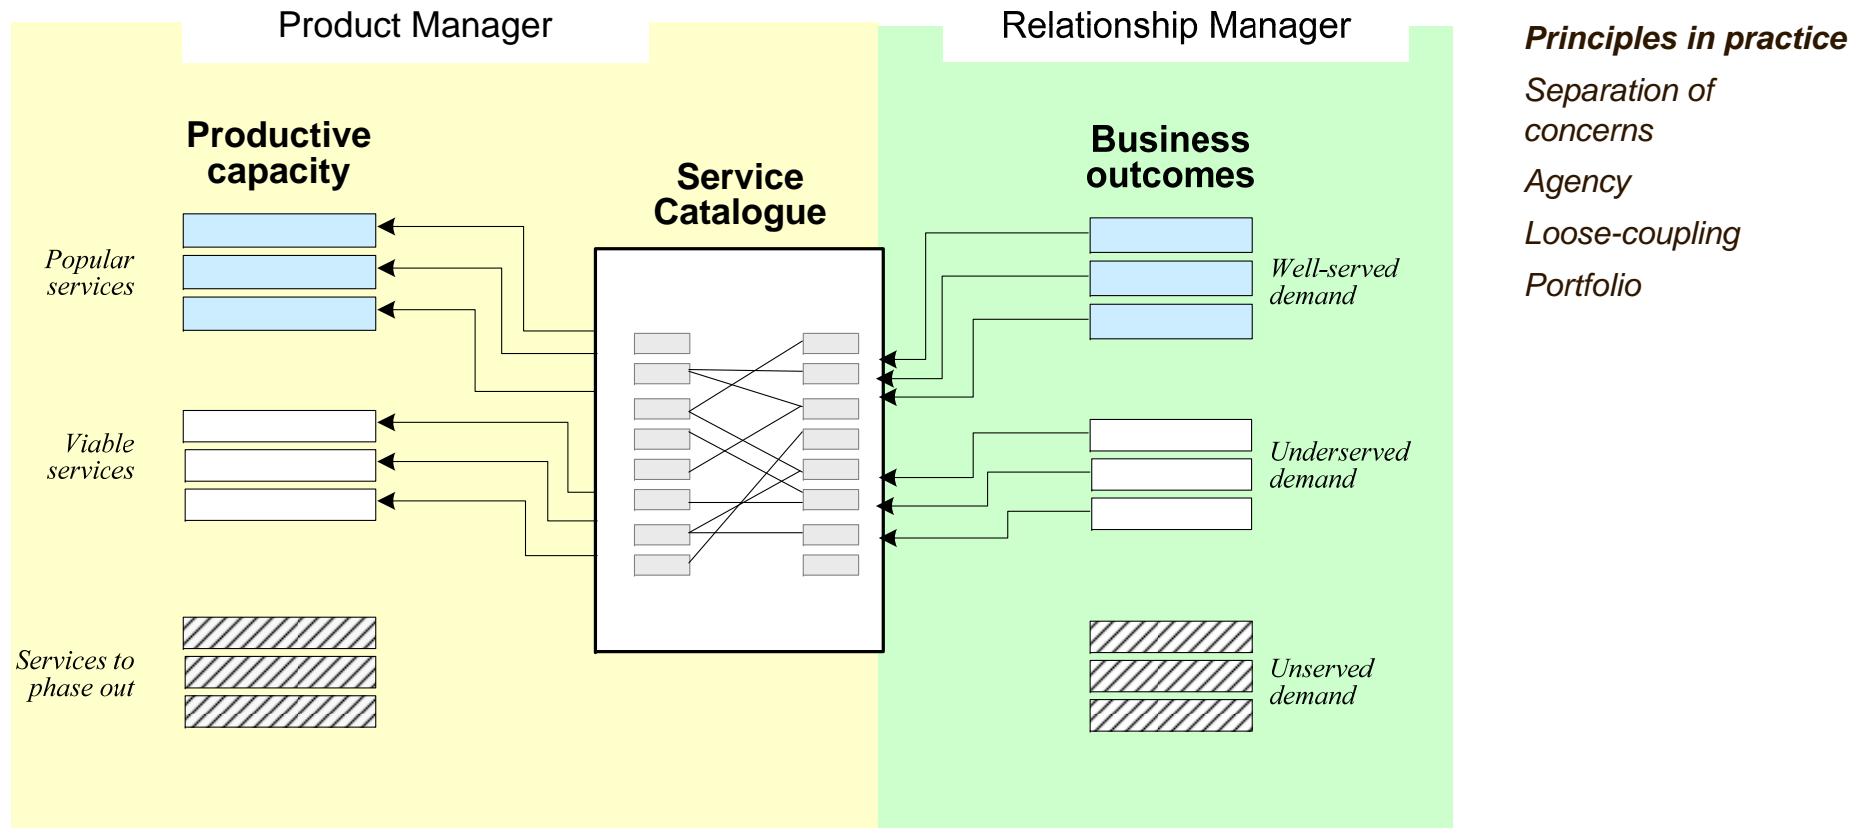 Product Manager
Relationship Manager
Principles in practice
Separation of
concerns
Agency
Loose-coupling
Portfolio
Productive
capacity
Service
Catalogue
Business
outcomes
Popular
services
Viable
services
Services to
phase out
Well-served
demand
Underserved
demand
Unserved
demand